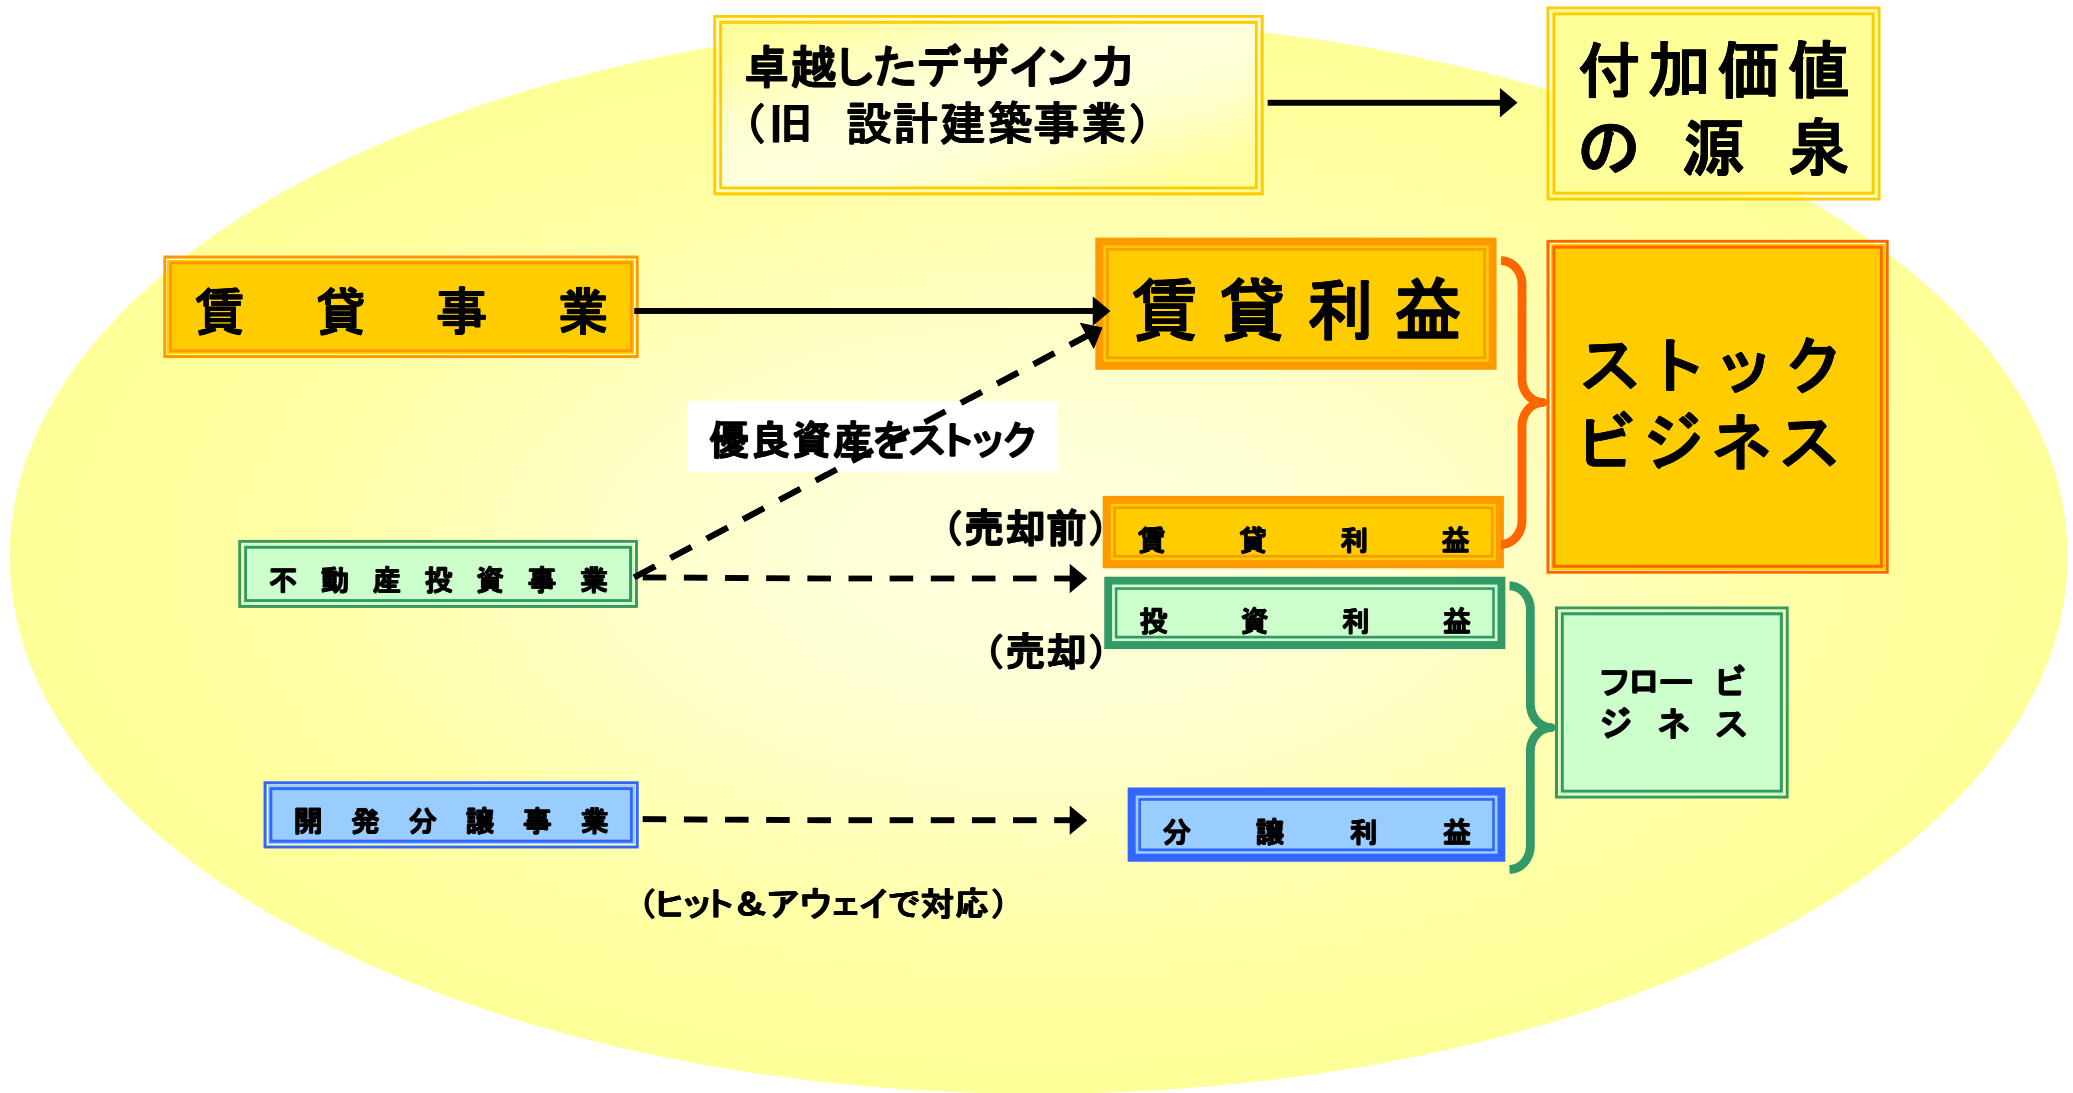 卓越したデザイン力
（旧　設計建築事業）
付加価値
の源泉
賃貸事業
賃貸利益
ストック
ビジネス
優良資産をストック
（売却前）
賃貸利益
不動産投資事業
投資利益
（売却）
フロービ
ジネス
開発分譲事業
分譲利益
（ヒット＆アウェイで対応）